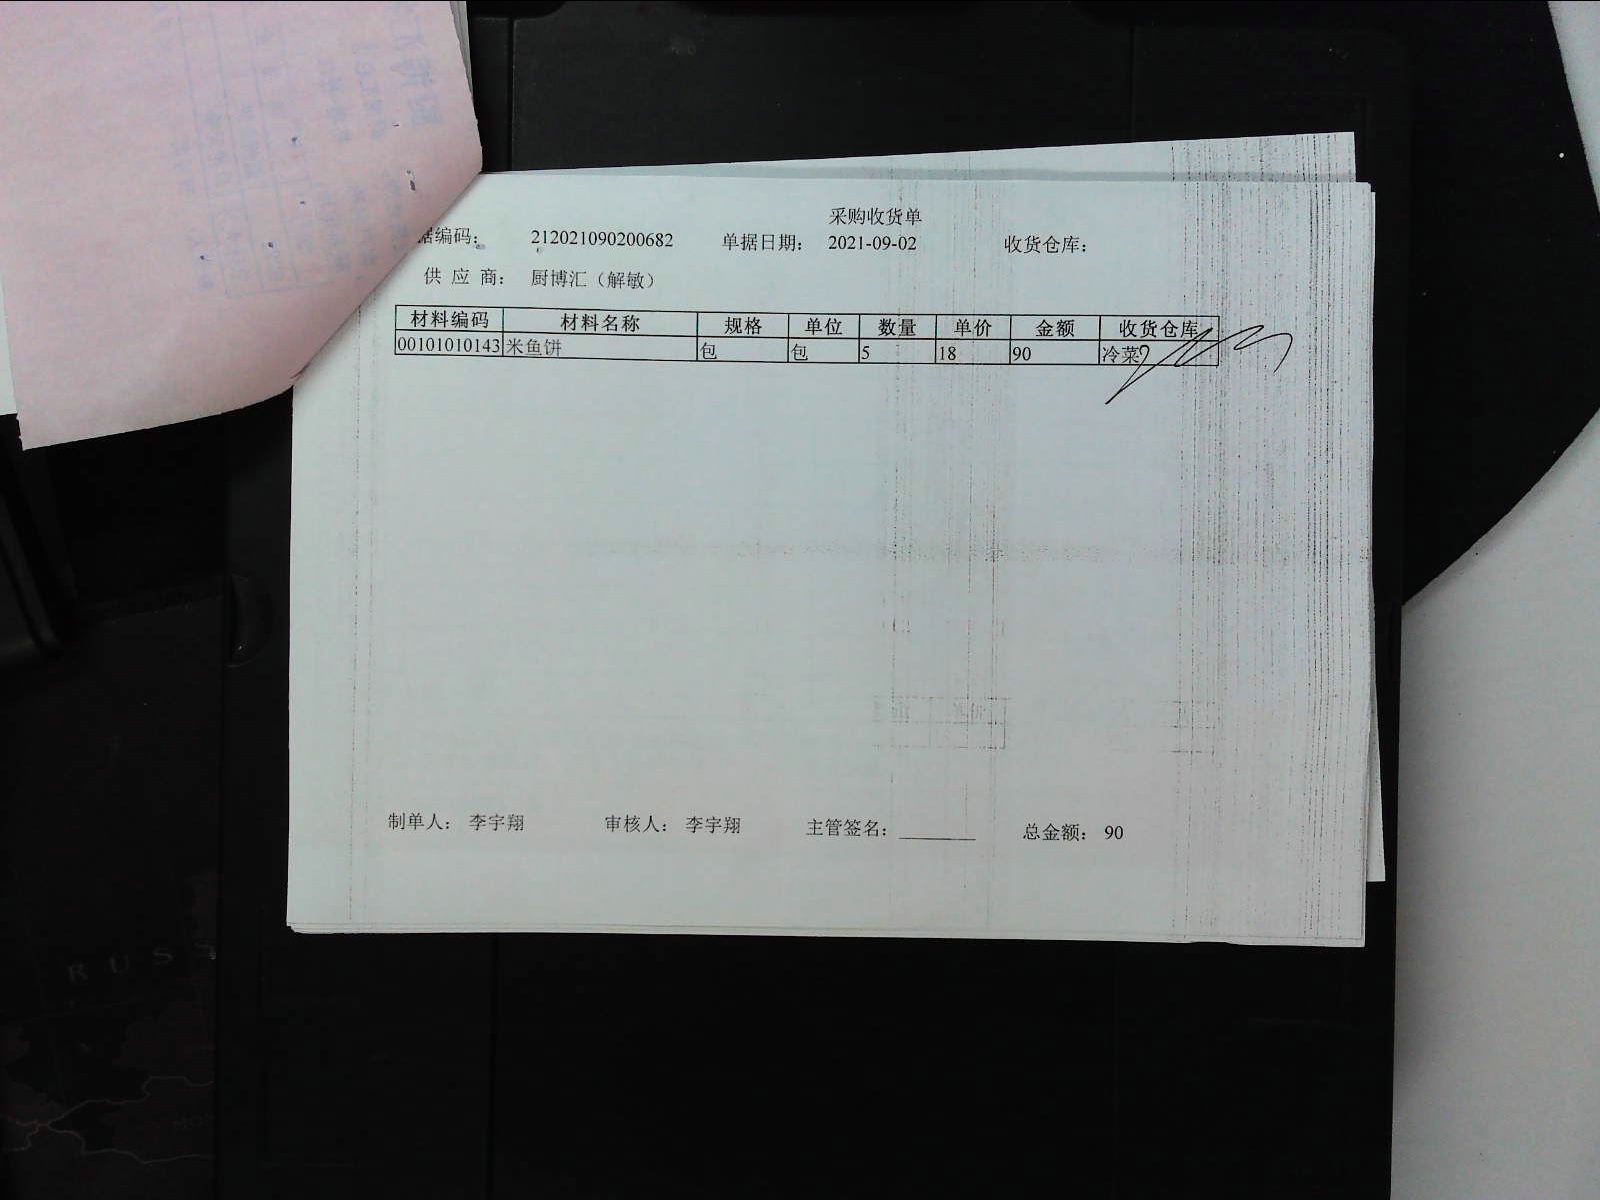 采购收货单
据编码： 212021090200682 单据日期： 2021-09-02 收货仓库：
供 应 商： 厨博汇（解敏）
材料编码 材料名称 规格 单位 数量 单价 金额 收货仓库
00101010143 米鱼饼 包 包 5 18 90 冷菜
制单人： 李宇翔 审核人： 李宇翔 主管签名： 总金额： 90
RUSS